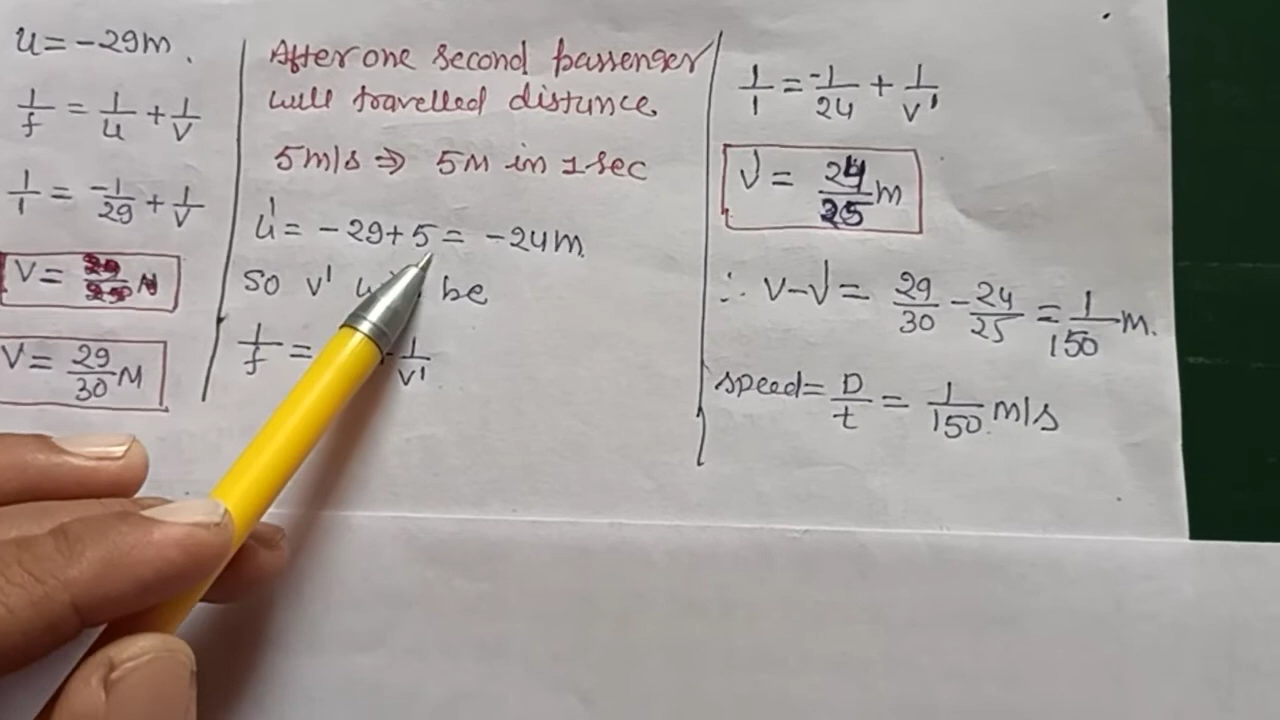 u = -29m.
1/f = 1/u + 1/v
1/1 = -1/29 + 1/v
V = M
V = 29/30 M
After one second passenger
will travelled distance
5m/s ⇒ 5M in 1sec
u' = -29+5 = -24m.
so v' be
1/f = 1/v'
1/1 = -1/24 + 1/v'
v' = 24/25 m
∴ v-v' = 29/30 - 24/25 = 1/150 m.
speed = D/t = 1/150 m/s